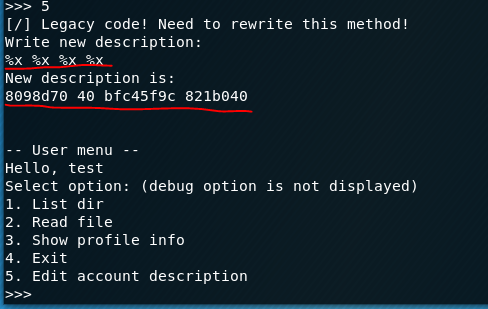 >>> 5
[/] Legacy code! Need to rewrite this method!
Write new description:
%x %x %x %x
New description is:
8098d70 40 bfc45f9c 821b040
-- User menu --
Hello, test
Select option: (debug option is not displayed)
1. List dir
2. Read file
3. Show profile info
4. Exit
5. Edit account description
>>>